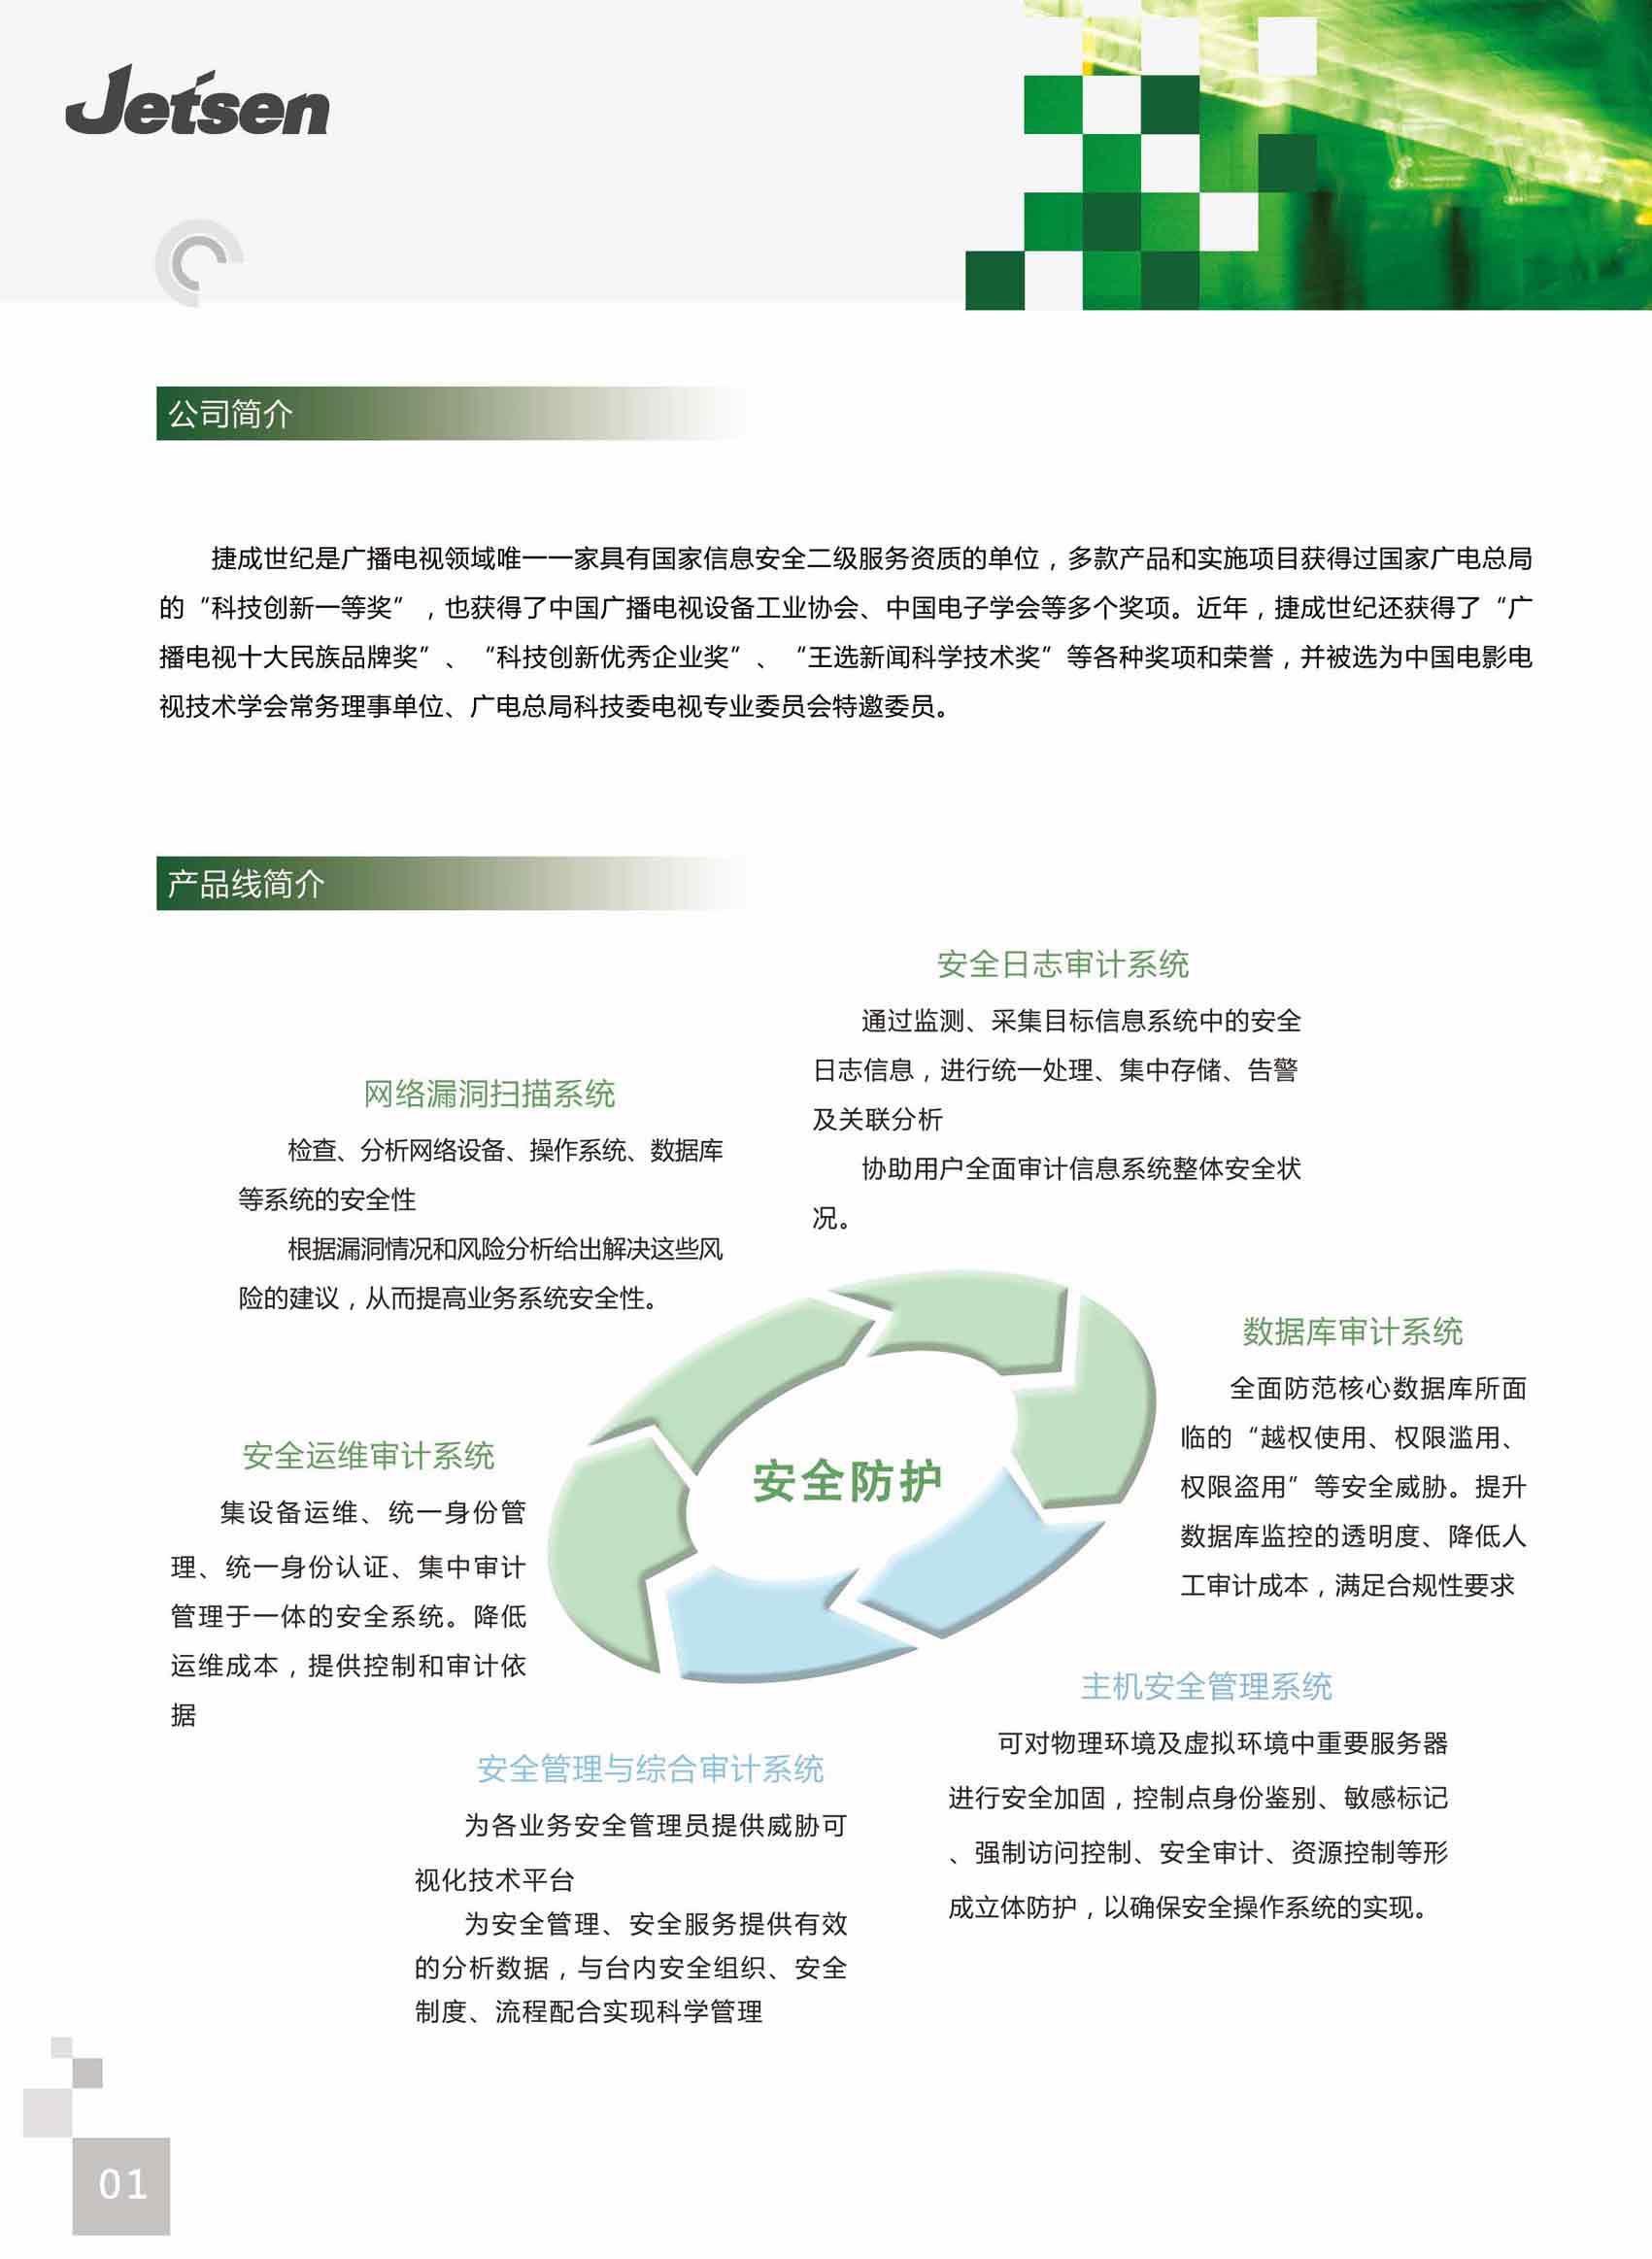 Jetsen
公司简介
捷成世纪是广播电视领域唯一一家具有国家信息安全二级服务资质的单位，多款产品和实施项目获得过国家广电总局
的“科技创新一等奖”，也获得了中国广播电视设备工业协会、中国电子学会等多个奖项。近年，捷成世纪还获得了“广
播电视十大民族品牌奖”、“科技创新优秀企业奖”、“王选新闻科学技术奖”等各种奖项和荣誉，并被选为中国电影电
视技术学会常务理事单位、广电总局科技委电视专业委员会特邀委员。
产品线简介
安全日志审计系统
通过监测、采集目标信息系统中的安全
日志信息，进行统一处理、集中存储、告警
及关联分析
协助用户全面审计信息系统整体安全状
况。
网络漏洞扫描系统
检查、分析网络设备、操作系统、数据库
等系统的安全性
根据漏洞情况和风险分析给出解决这些风
险的建议，从而提高业务系统安全性。
数据库审计系统
全面防范核心数据库所面
临的“越权使用、权限滥用、
权限盗用”等安全威胁。提升
数据库监控的透明度、降低人
工审计成本，满足合规性要求
安全防护
安全运维审计系统
集设备运维、统一身份管
理、统一身份认证、集中审计
管理于一体的安全系统。降低
运维成本，提供控制和审计依
据
主机安全管理系统
可对物理环境及虚拟环境中重要服务器
进行安全加固，控制点身份鉴别、敏感标记
、强制访问控制、安全审计、资源控制等形
成立体防护，以确保安全操作系统的实现。
安全管理与综合审计系统
为各业务安全管理员提供威胁可
视化技术平台
为安全管理、安全服务提供有效
的分析数据，与台内安全组织、安全
制度、流程配合实现科学管理
01